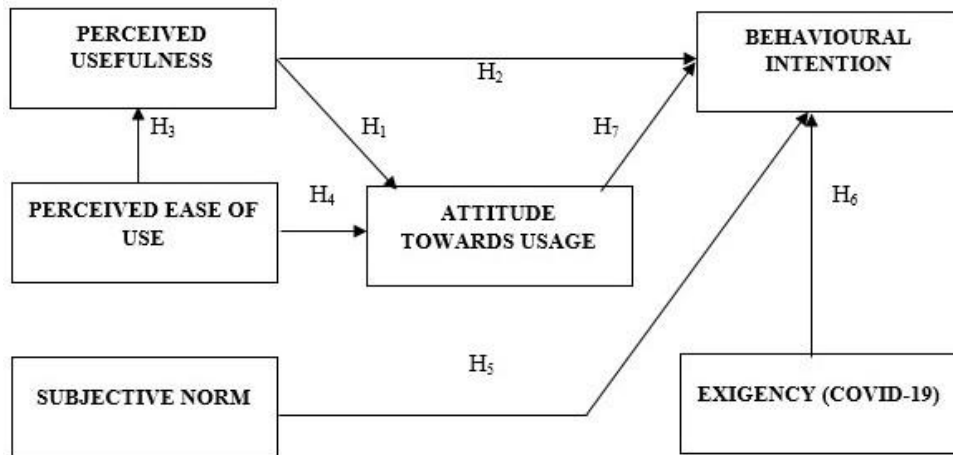 PERCEIVED
USEFULNESS
BEHAVIOURAL
INTENTION
H₂
H₃
H₁
H₇
PERCEIVED EASE OF
USE
H₄
ATTITUDE
TOWARDS USAGE
H₆
SUBJECTIVE NORM
H₅
EXIGENCY (COVID-19)